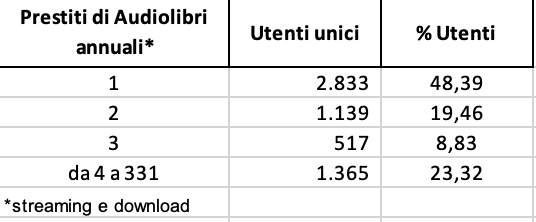 Prestiti di Audiolibri
annuali* Utenti unici % Utenti
1 2.833 48,39
2 1.139 19,46
3 517 8,83
da 4 a 331 1.365 23,32
*streaming e download